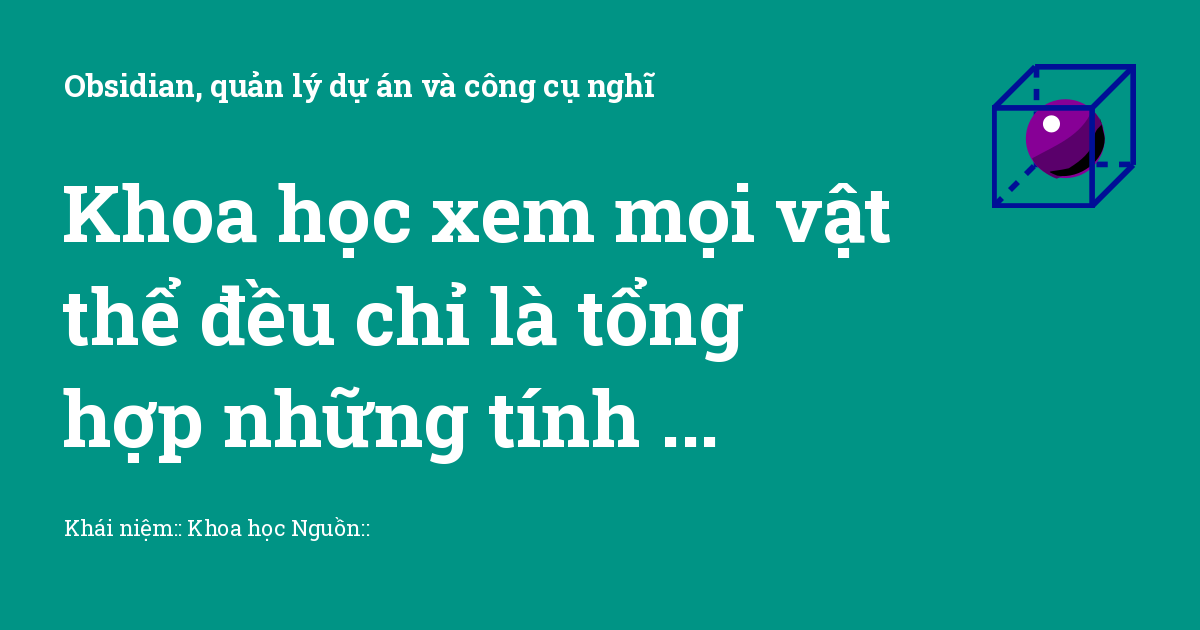 Obsidian, quản lý dự án và công cụ nghĩ
Khoa học xem mọi vật
thể đều chỉ là tổng
hợp những tính ...
Khái niệm:: Khoa học Nguồn::